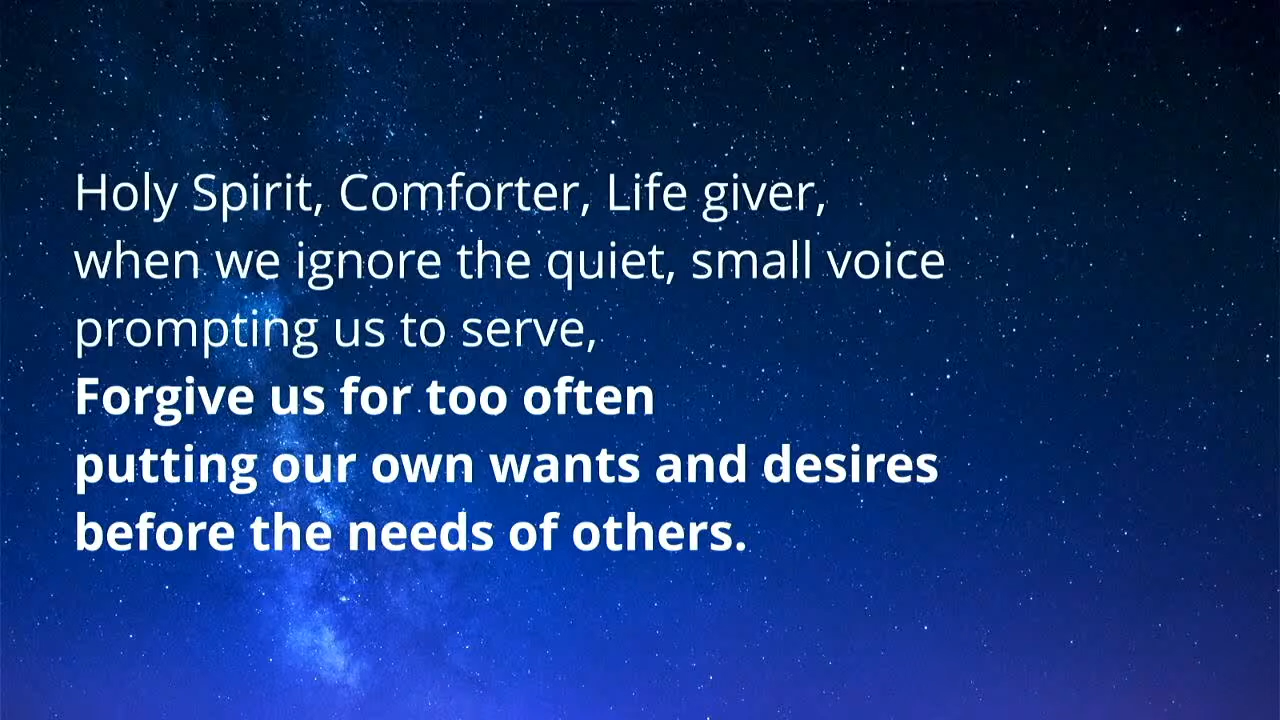 Holy Spirit, Comforter, Life giver,
when we ignore the quiet, small voice
prompting us to serve,
Forgive us for too often
putting our own wants and desires
before the needs of others.